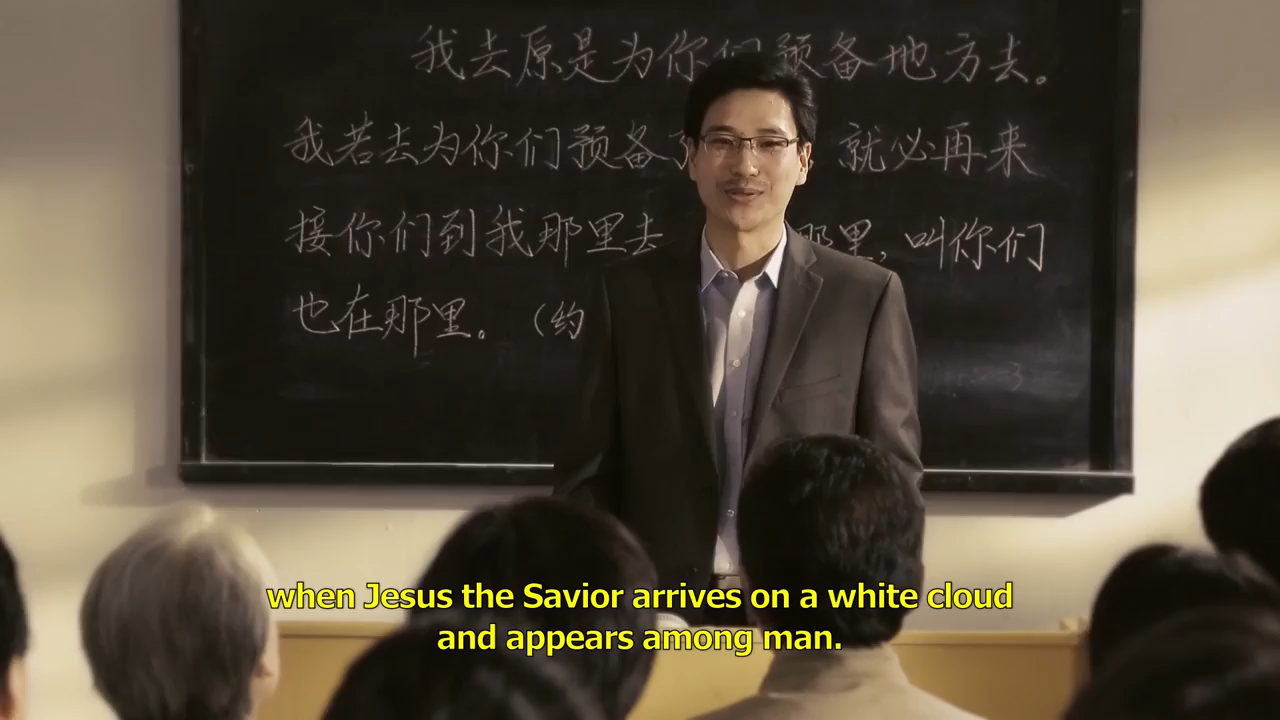 我去原是为你们预备地方去。
我若去为你们预备 就必再来
接你们到我那里去 那里，叫你们
也在那里。（约
when Jesus the Savior arrives on a white cloud
and appears among man.